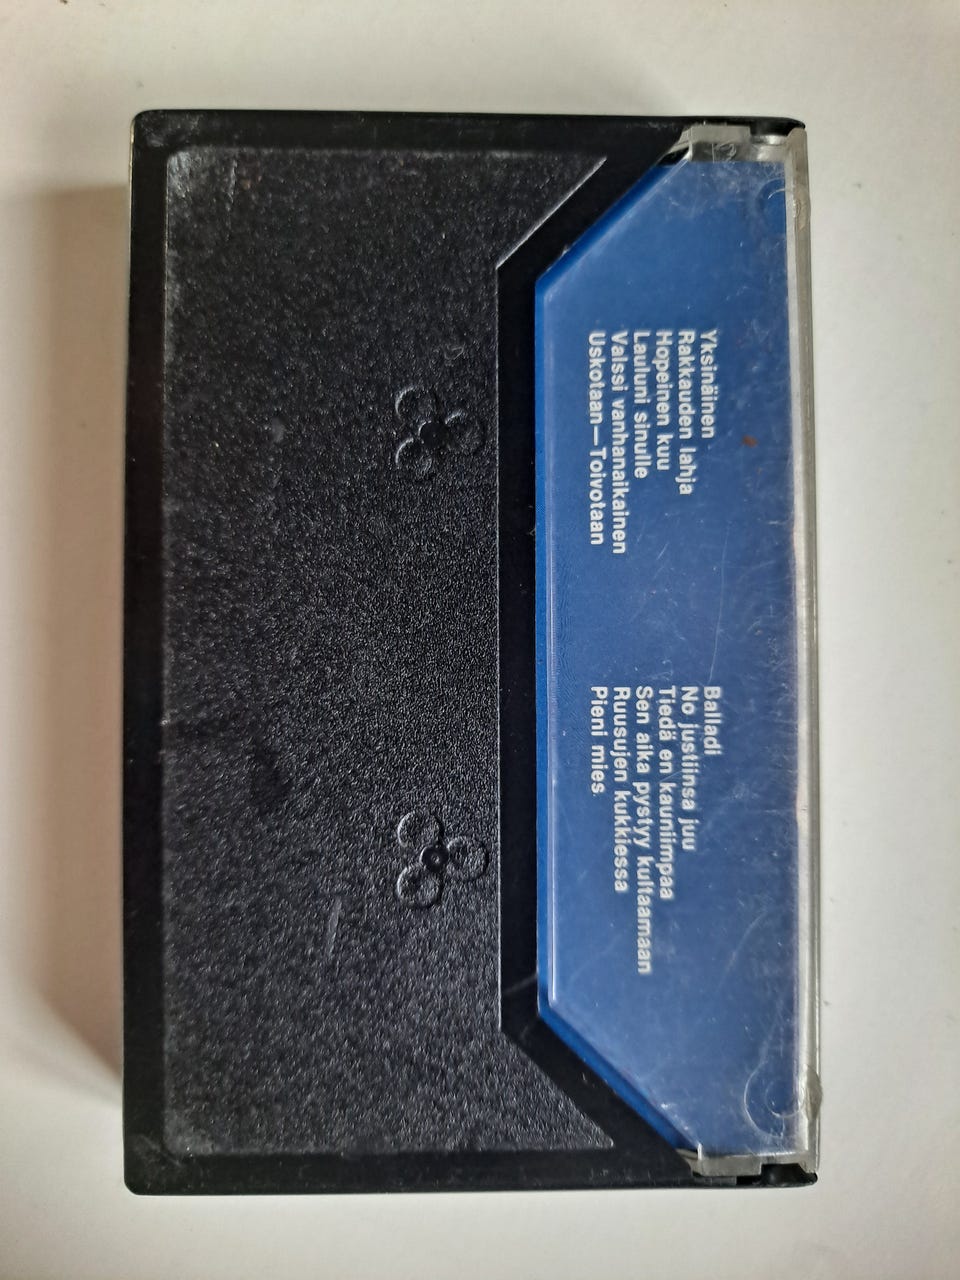 Yksinäinen
Rakkauden lahja
Hopeinen kuu
Lauluni sinulle
Valssi vanhanaikainen
Uskotaan—Toivotaan
Balladi
No justiinsa juu
Tiedä en kauniimpaa
Sen aika pystyy kultaamaan
Ruusujen kukkiessa
Pieni mies